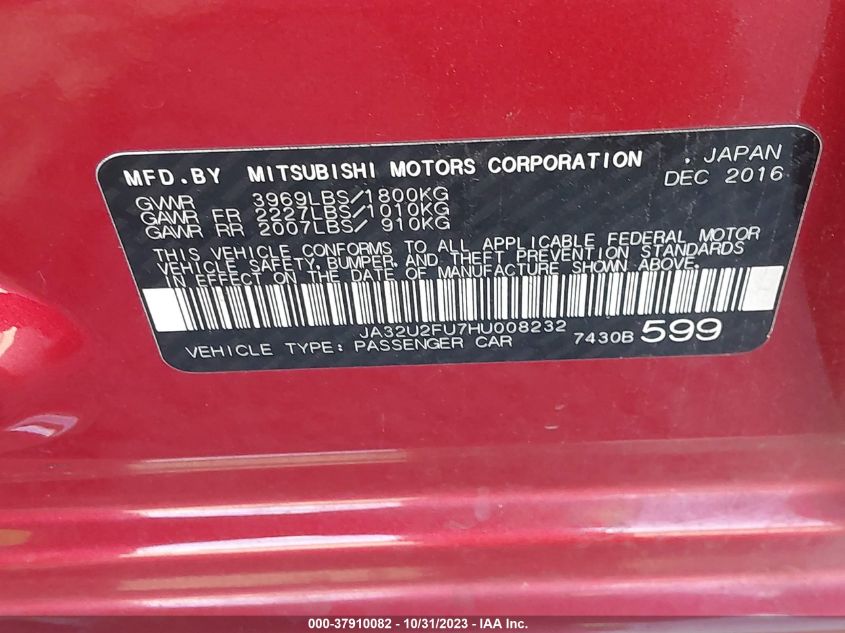 MFD.BY MITSUBISHI MOTORS CORPORATION . JAPAN
DEC 2016
GVWR 3969LBS/1800KG
GAWR FR 2227LBS/1010KG
GAWR RR 2007LBS/ 910KG
THIS VEHICLE CONFORMS TO ALL APPLICABLE FEDERAL MOTOR
VEHICLE SAFETY, BUMPER, AND THEFT PREVENTION STANDARDS
IN EFFECT ON THE DATE OF MANUFACTURE SHOWN ABOVE.
JA32U2FU7HU008232
VEHICLE TYPE: PASSENGER CAR 7430B 599
000-37910082 - 10/31/2023 - IAA Inc.